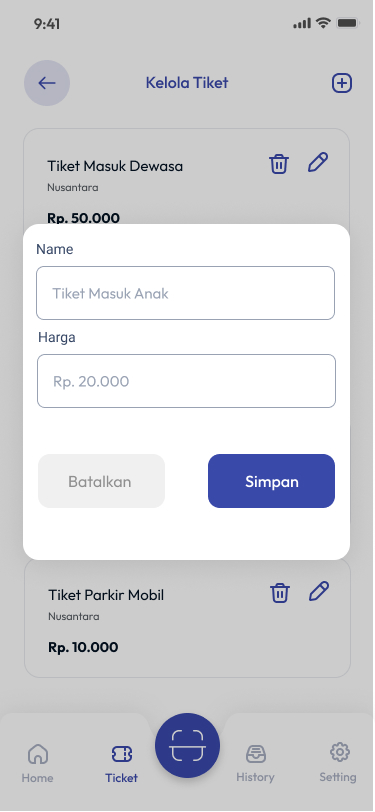 9:41
Kelola Tiket
Tiket Masuk Dewasa
Nusantara
Rp. 50.000
Name
Tiket Masuk Anak
Harga
Rp. 20.000
Batalkan
Simpan
Tiket Parkir Mobil
Nusantara
Rp. 10.000
Home
Ticket
History
Setting